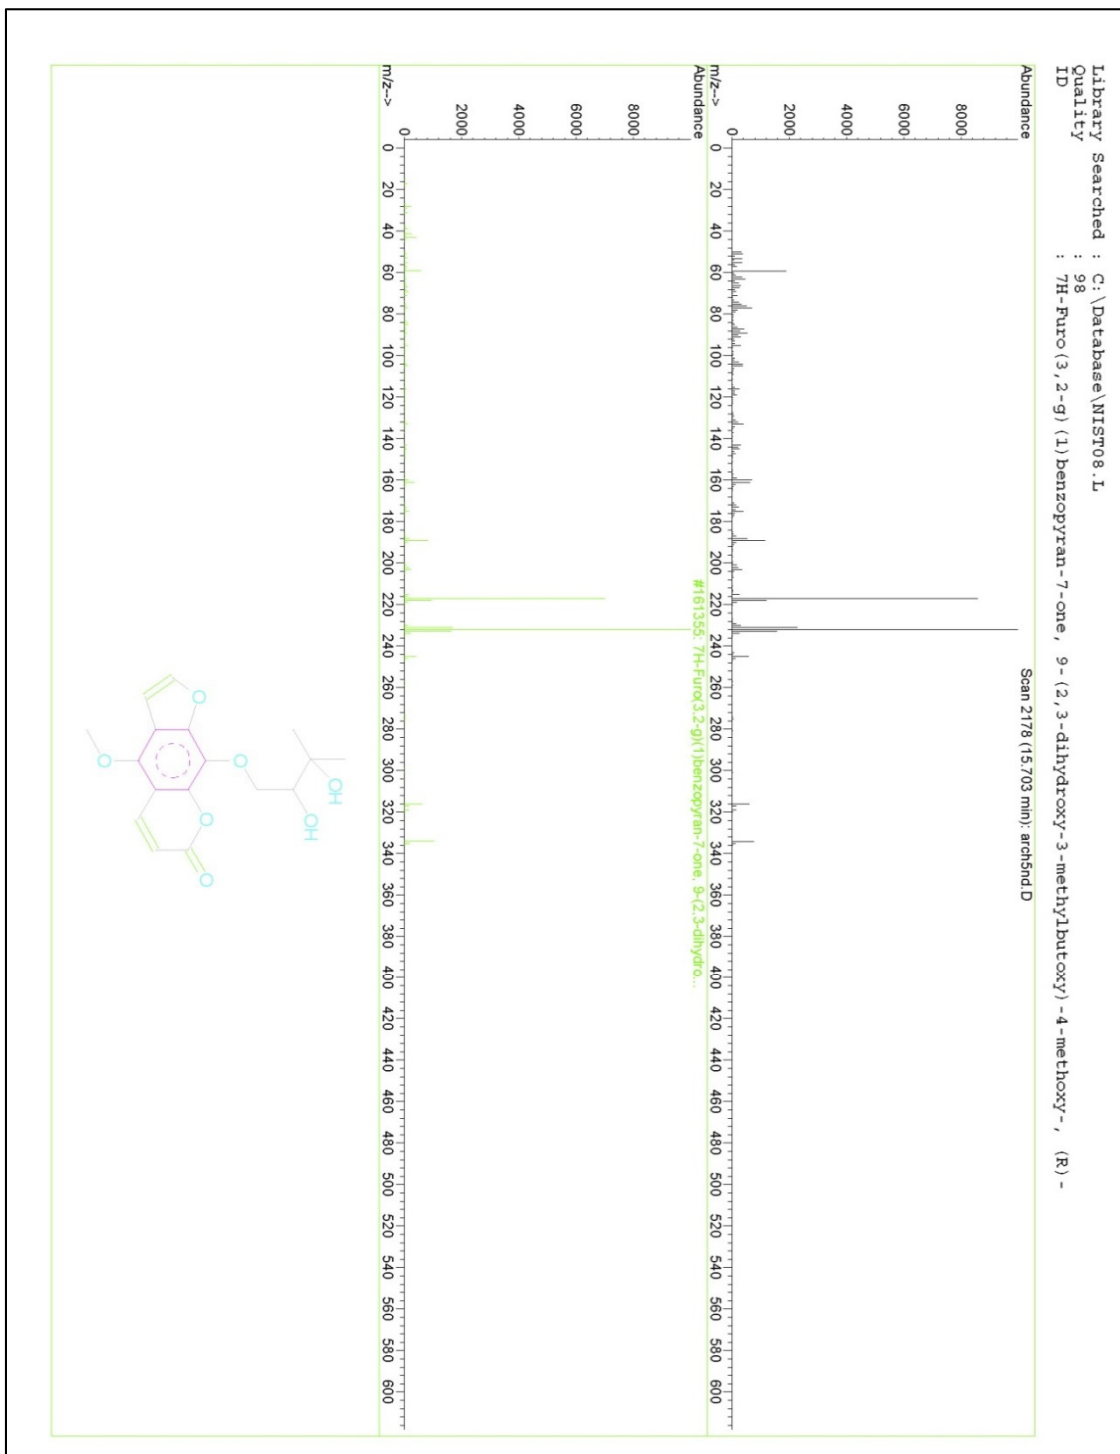 Library Searched : C:\Database\NIST08.L
Quality : 98
ID : 7H-Furo(3,2-g)(1)benzopyran-7-one, 9-(2,3-dihydroxy-3-methylbutoxy)-4-methoxy-, (R)-
Abundance
Scan 2178 (15.703 min): arch5nd.D
8000
6000
4000
2000
0
0 20 40 60 80 100 120 140 160 180 200 220 240 260 280 300 320 340 360 380 400 420 440 460 480 500 520 540 560 580 600
m/z-->
Abundance
#161355: 7H-Furo(3,2-g)(1)benzopyran-7-one, 9-(2,3-dihydro...
8000
6000
4000
2000
0
0 20 40 60 80 100 120 140 160 180 200 220 240 260 280 300 320 340 360 380 400 420 440 460 480 500 520 540 560 580 600
m/z-->
OH
OH
O
O
O
O
O